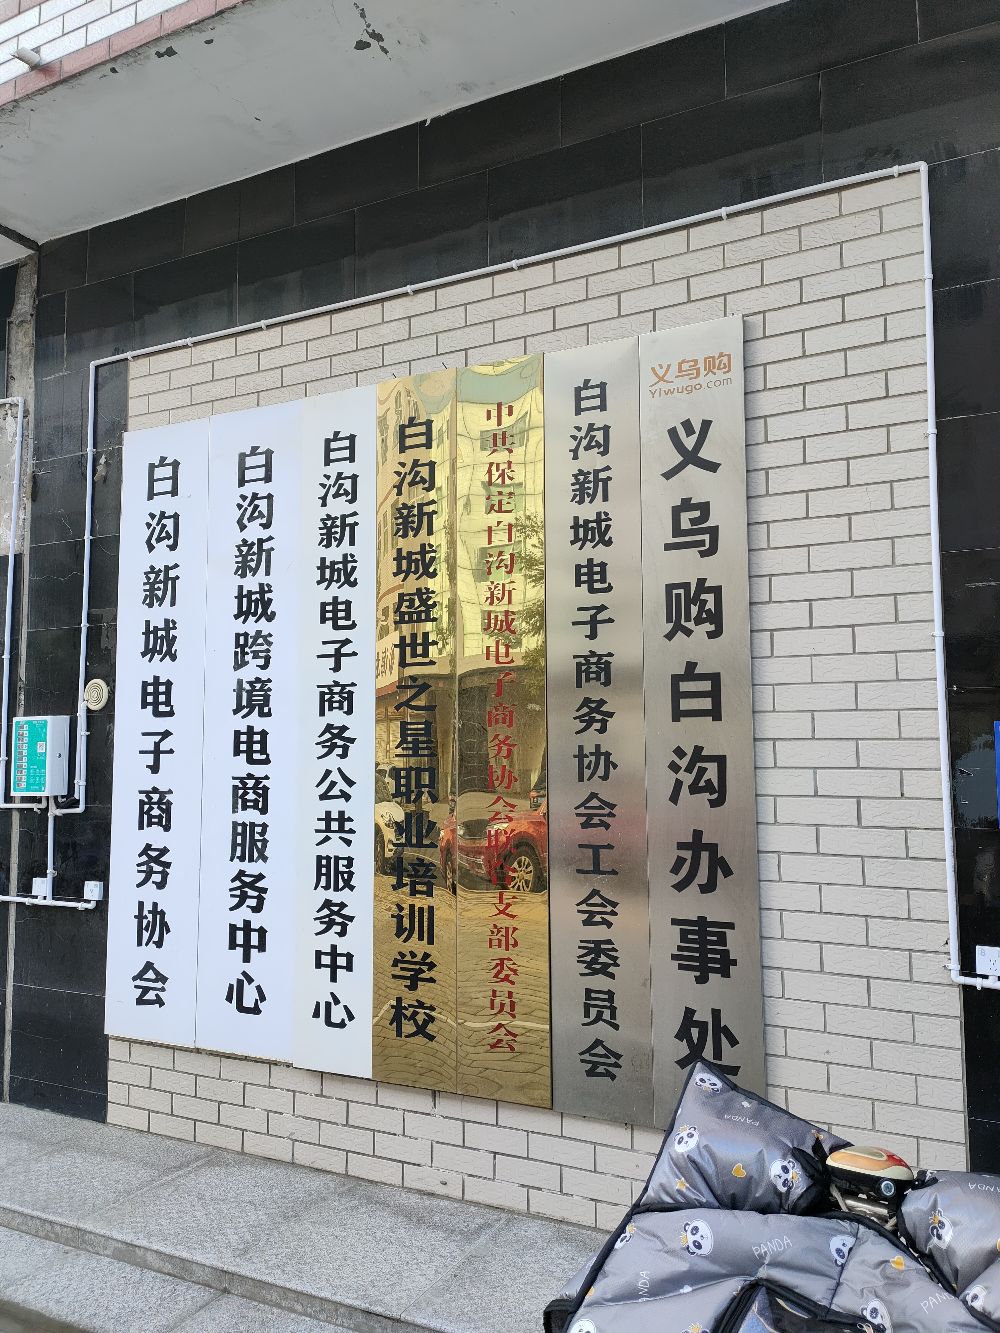 白沟新城电子商务协会
白沟新城跨境电商服务中心
白沟新城电子商务公共服务中心
白沟新城盛世之星职业培训学校
中共保定白沟新城电子商务协会联合支部委员会
白沟新城电子商务协会工会委员会
义乌购
Yiwugo.com
义乌购白沟办事处
PANDA
PANDA
PANDA
PANDA